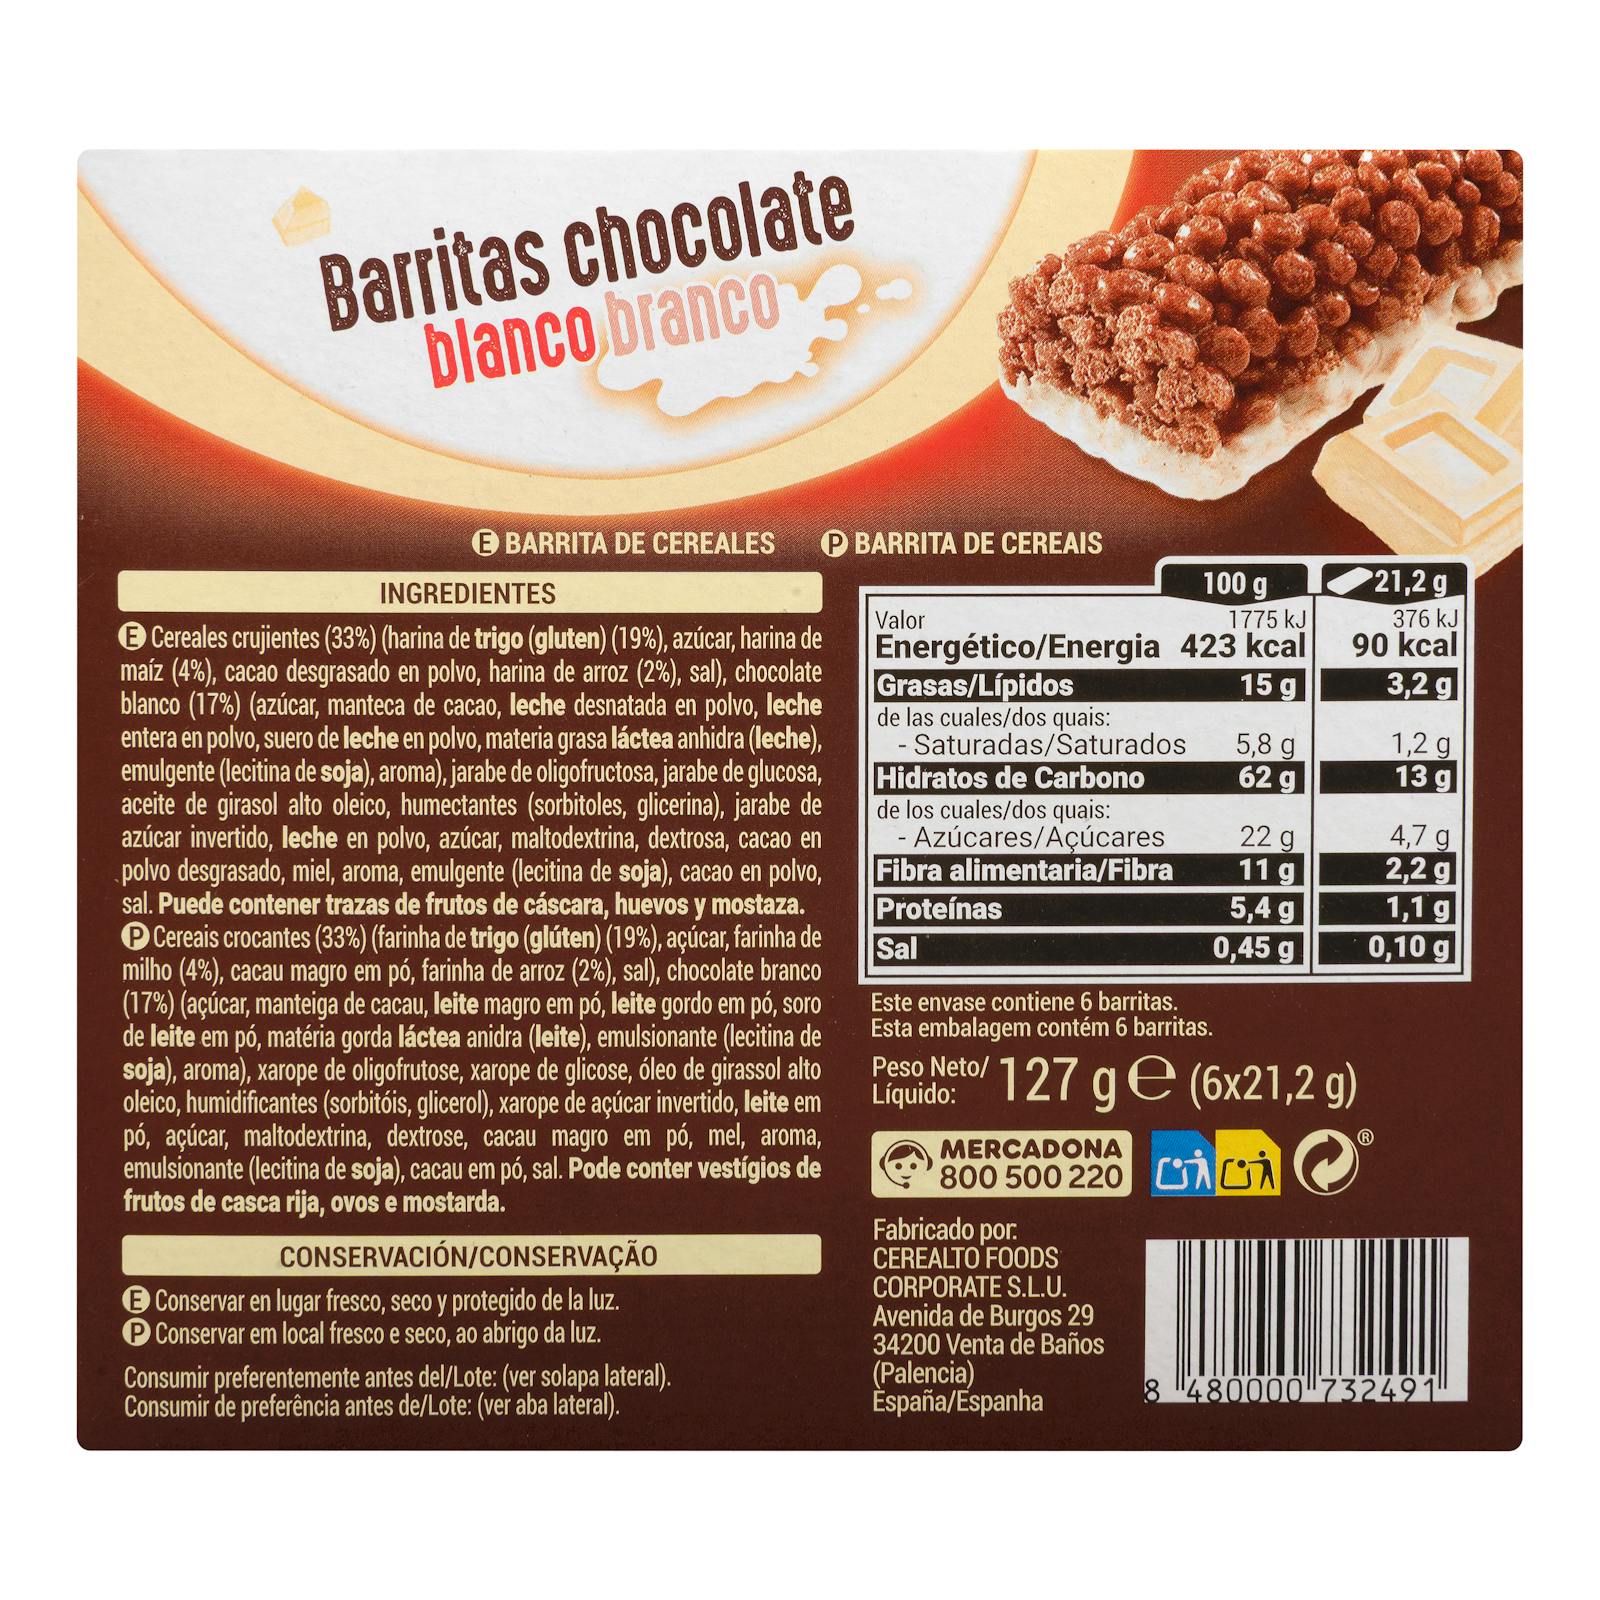 Barritas chocolate
blanco branco
E BARRITA DE CEREALES P BARRITA DE CEREAIS
INGREDIENTES
E Cereales crujientes (33%) (harina de trigo (gluten) (19%), azúcar, harina de
maíz (4%), cacao desgrasado en polvo, harina de arroz (2%), sal), chocolate
blanco (17%) (azúcar, manteca de cacao, leche desnatada en polvo, leche
entera en polvo, suero de leche en polvo, materia grasa láctea anhidra (leche),
emulgente (lecitina de soja), aroma), jarabe de oligofructosa, jarabe de glucosa,
aceite de girasol alto oleico, humectantes (sorbitoles, glicerina), jarabe de
azúcar invertido, leche en polvo, azúcar, maltodextrina, dextrosa, cacao en
polvo desgrasado, miel, aroma, emulgente (lecitina de soja), cacao en polvo,
sal. Puede contener trazas de frutos de cáscara, huevos y mostaza.
P Cereais crocantes (33%) (farinha de trigo (glúten) (19%), açúcar, farinha de
milho (4%), cacau magro em pó, farinha de arroz (2%), sal), chocolate branco
(17%) (açúcar, manteiga de cacau, leite magro em pó, leite gordo em pó, soro
de leite em pó, matéria gorda láctea anidra (leite), emulsionante (lecitina de
soja), aroma), xarope de oligofrutose, xarope de glicose, óleo de girassol alto
oleico, humidificantes (sorbitóis, glicerol), xarope de açúcar invertido, leite em
pó, açúcar, maltodextrina, dextrose, cacau magro em pó, mel, aroma,
emulsionante (lecitina de soja), cacau em pó, sal. Pode conter vestígios de
frutos de casca rija, ovos e mostarda.
CONSERVACIÓN/CONSERVAÇÃO
E Conservar en lugar fresco, seco y protegido de la luz.
P Conservar em local fresco e seco, ao abrigo da luz.
Consumir preferentemente antes del/Lote: (ver solapa lateral).
Consumir de preferência antes de/Lote: (ver aba lateral).
100 g 21,2 g
Valor 1775 kJ 376 kJ
Energético/Energia 423 kcal 90 kcal
Grasas/Lípidos 15 g 3,2 g
de las cuales/dos quais:
- Saturadas/Saturados 5,8 g 1,2 g
Hidratos de Carbono 62 g 13 g
de los cuales/dos quais:
- Azúcares/Açúcares 22 g 4,7 g
Fibra alimentaria/Fibra 11 g 2,2 g
Proteínas 5,4 g 1,1 g
Sal 0,45 g 0,10 g
Este envase contiene 6 barritas.
Esta embalagem contém 6 barritas.
Peso Neto/
Líquido: 127 g ℮ (6x21,2 g)
MERCADONA
800 500 220
®
Fabricado por:
CEREALTO FOODS
CORPORATE S.L.U.
Avenida de Burgos 29
34200 Venta de Baños
(Palencia)
España/Espanha
8 480000 732491